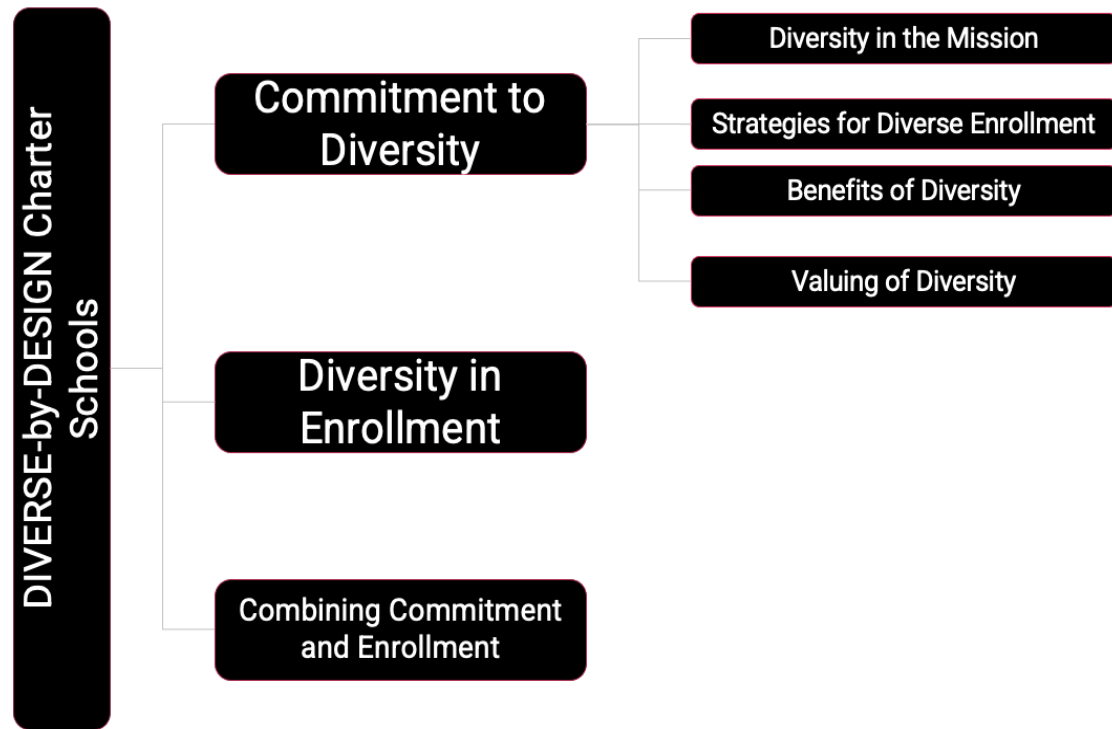 DIVERSE-by-DESIGN Charter
Schools
Commitment to
Diversity
Diversity in the Mission
Strategies for Diverse Enrollment
Benefits of Diversity
Valuing of Diversity
Diversity in
Enrollment
Combining Commitment
and Enrollment